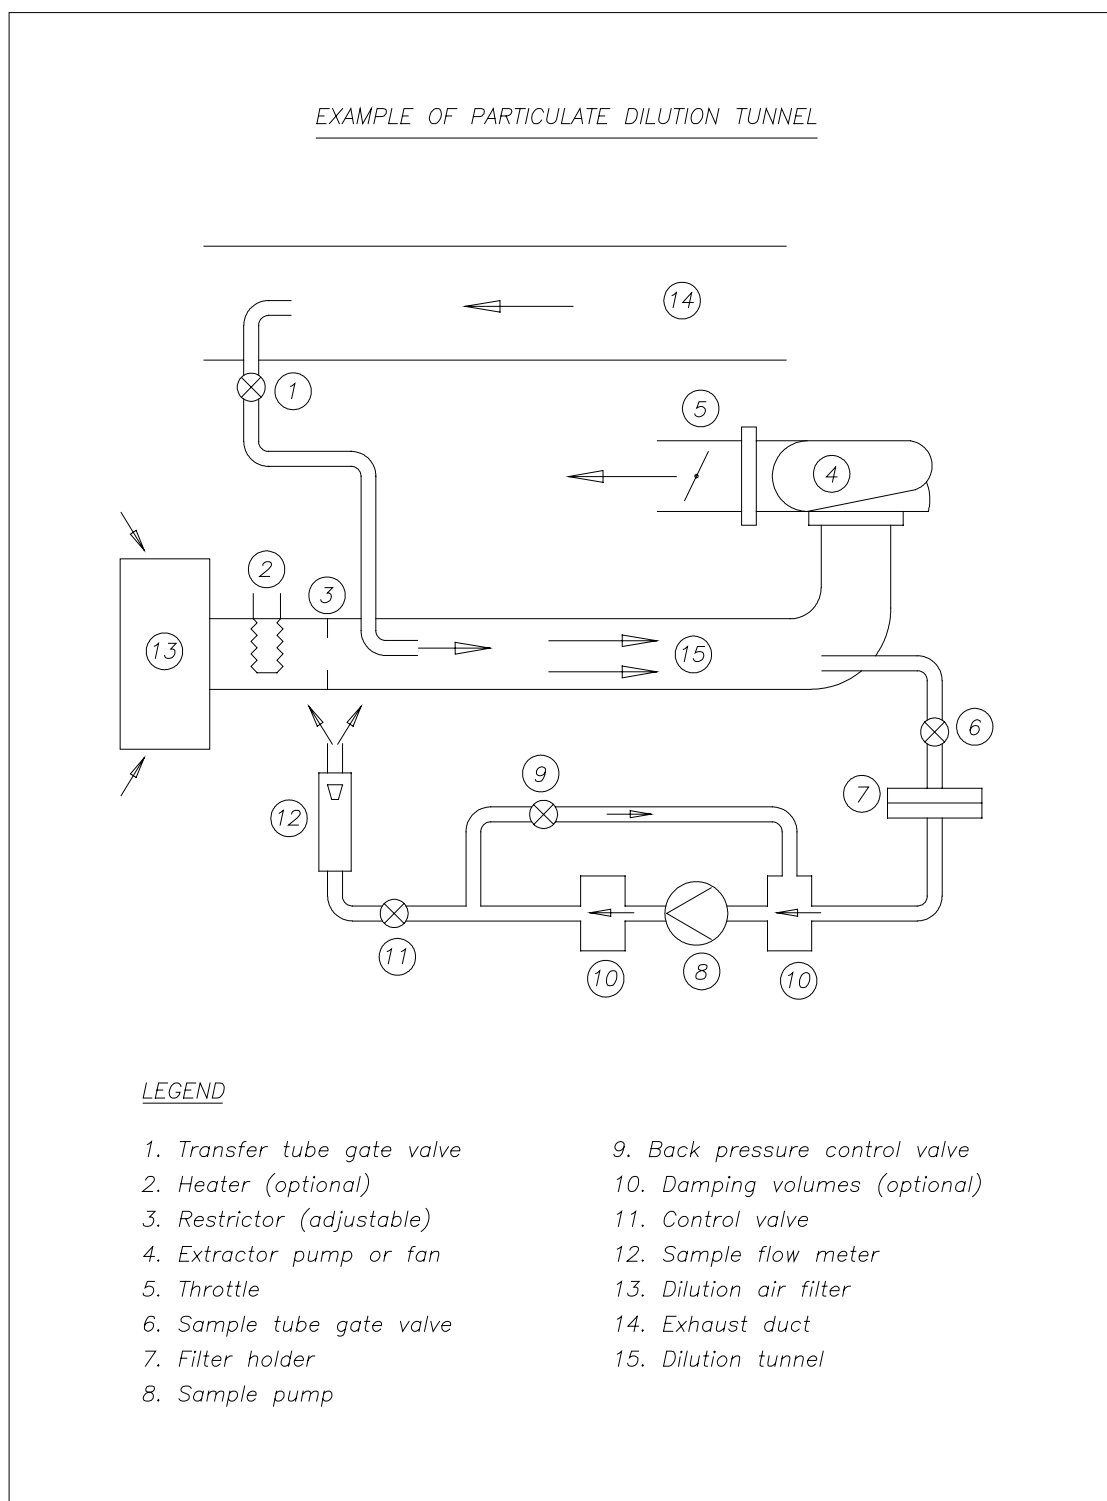 EXAMPLE OF PARTICULATE DILUTION TUNNEL
14
1
5
4
2
3
13
15
6
9
7
12
11
10
8
10
LEGEND
1. Transfer tube gate valve
2. Heater (optional)
3. Restrictor (adjustable)
4. Extractor pump or fan
5. Throttle
6. Sample tube gate valve
7. Filter holder
8. Sample pump
9. Back pressure control valve
10. Damping volumes (optional)
11. Control valve
12. Sample flow meter
13. Dilution air filter
14. Exhaust duct
15. Dilution tunnel